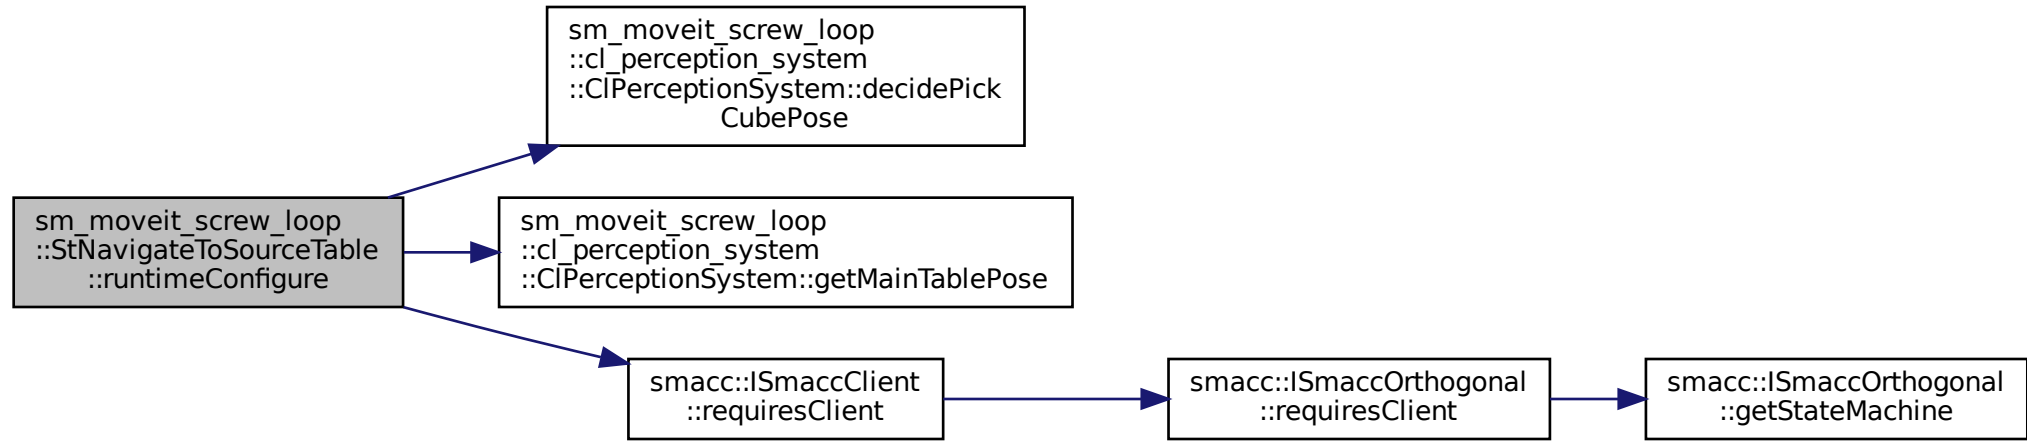 sm_moveit_screw_loop
::cl_perception_system
::ClPerceptionSystem::decidePick
CubePose
sm_moveit_screw_loop
::StNavigateToSourceTable
::runtimeConfigure
sm_moveit_screw_loop
::cl_perception_system
::ClPerceptionSystem::getMainTablePose
smacc::ISmaccClient
::requiresClient
smacc::ISmaccOrthogonal
::requiresClient
smacc::ISmaccOrthogonal
::getStateMachine